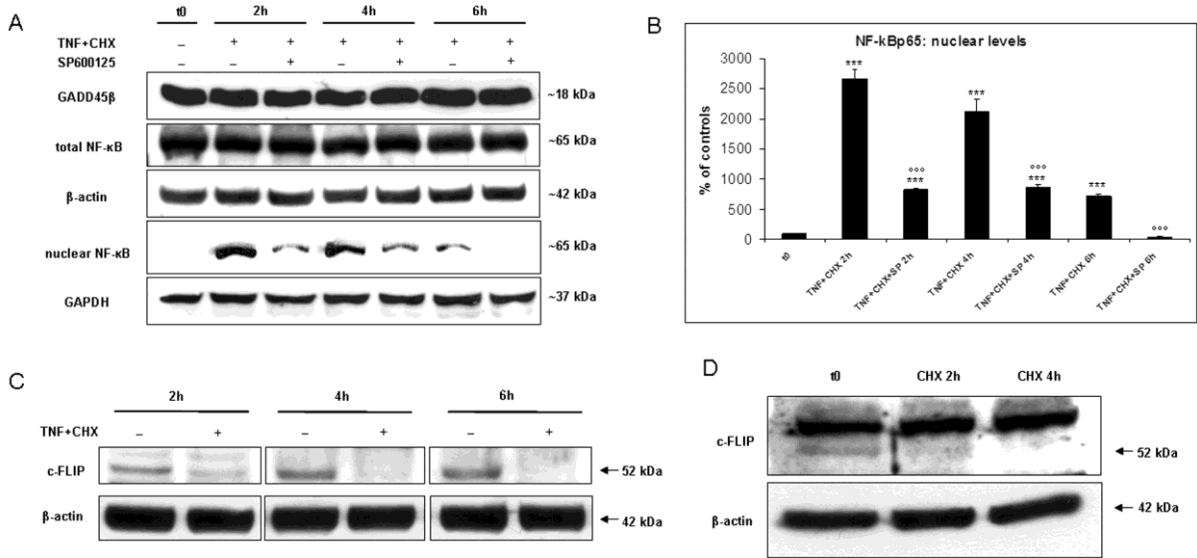 A
t0 2h 4h 6h
TNF+CHX – + + + + + +
SP600125 – – + – + – +
GADD45β ~18 kDa
total NF-κB ~65 kDa
β-actin ~42 kDa
nuclear NF-κB ~65 kDa
GAPDH ~37 kDa
B
NF-kBp65: nuclear levels
% of controls
3000
2500
2000
1500
1000
500
0
*** °°° *** *** °°° *** *** °°°
t0 TNF+CHX 2h TNF+CHX+SP 2h TNF+CHX 4h TNF+CHX+SP 4h TNF+CHX 6h TNF+CHX+SP 6h
C
2h 4h 6h
TNF+CHX – + – + – +
c-FLIP ← 52 kDa
β-actin ← 42 kDa
D
t0 CHX 2h CHX 4h
c-FLIP ← 52 kDa
β-actin ← 42 kDa